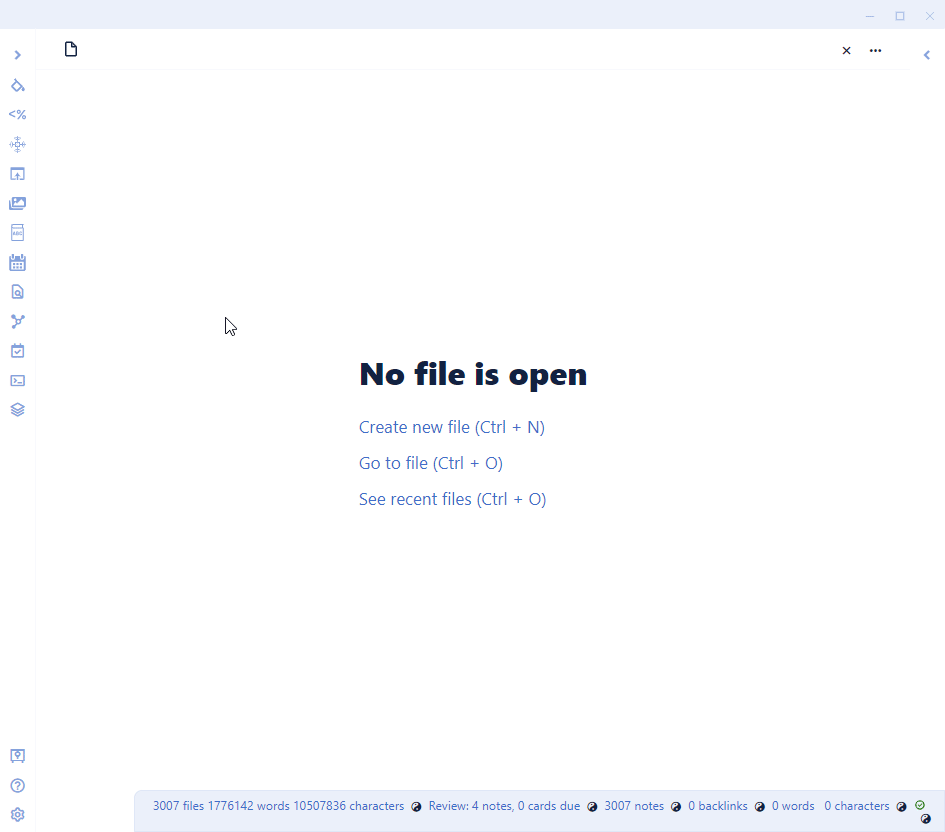 <%
ABC
No file is open
Create new file (Ctrl + N)
Go to file (Ctrl + O)
See recent files (Ctrl + O)
3007 files 1776142 words 10507836 characters Review: 4 notes, 0 cards due 3007 notes 0 backlinks 0 words 0 characters